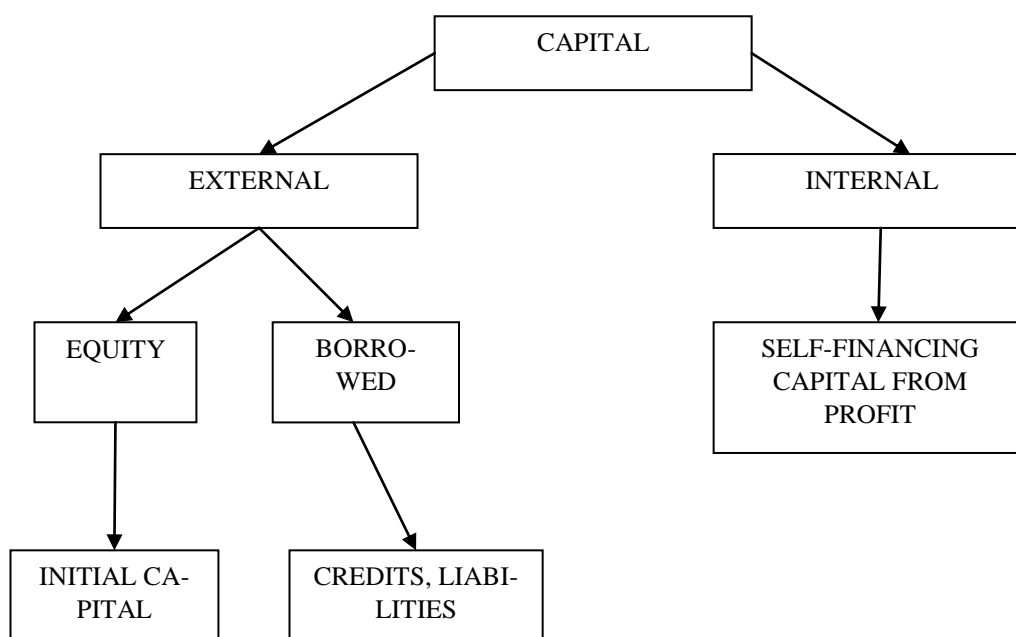 CAPITAL
EXTERNAL
INTERNAL
EQUITY
BORRO-
WED
SELF-FINANCING
CAPITAL FROM
PROFIT
INITIAL CA-
PITAL
CREDITS, LIABI-
LITIES